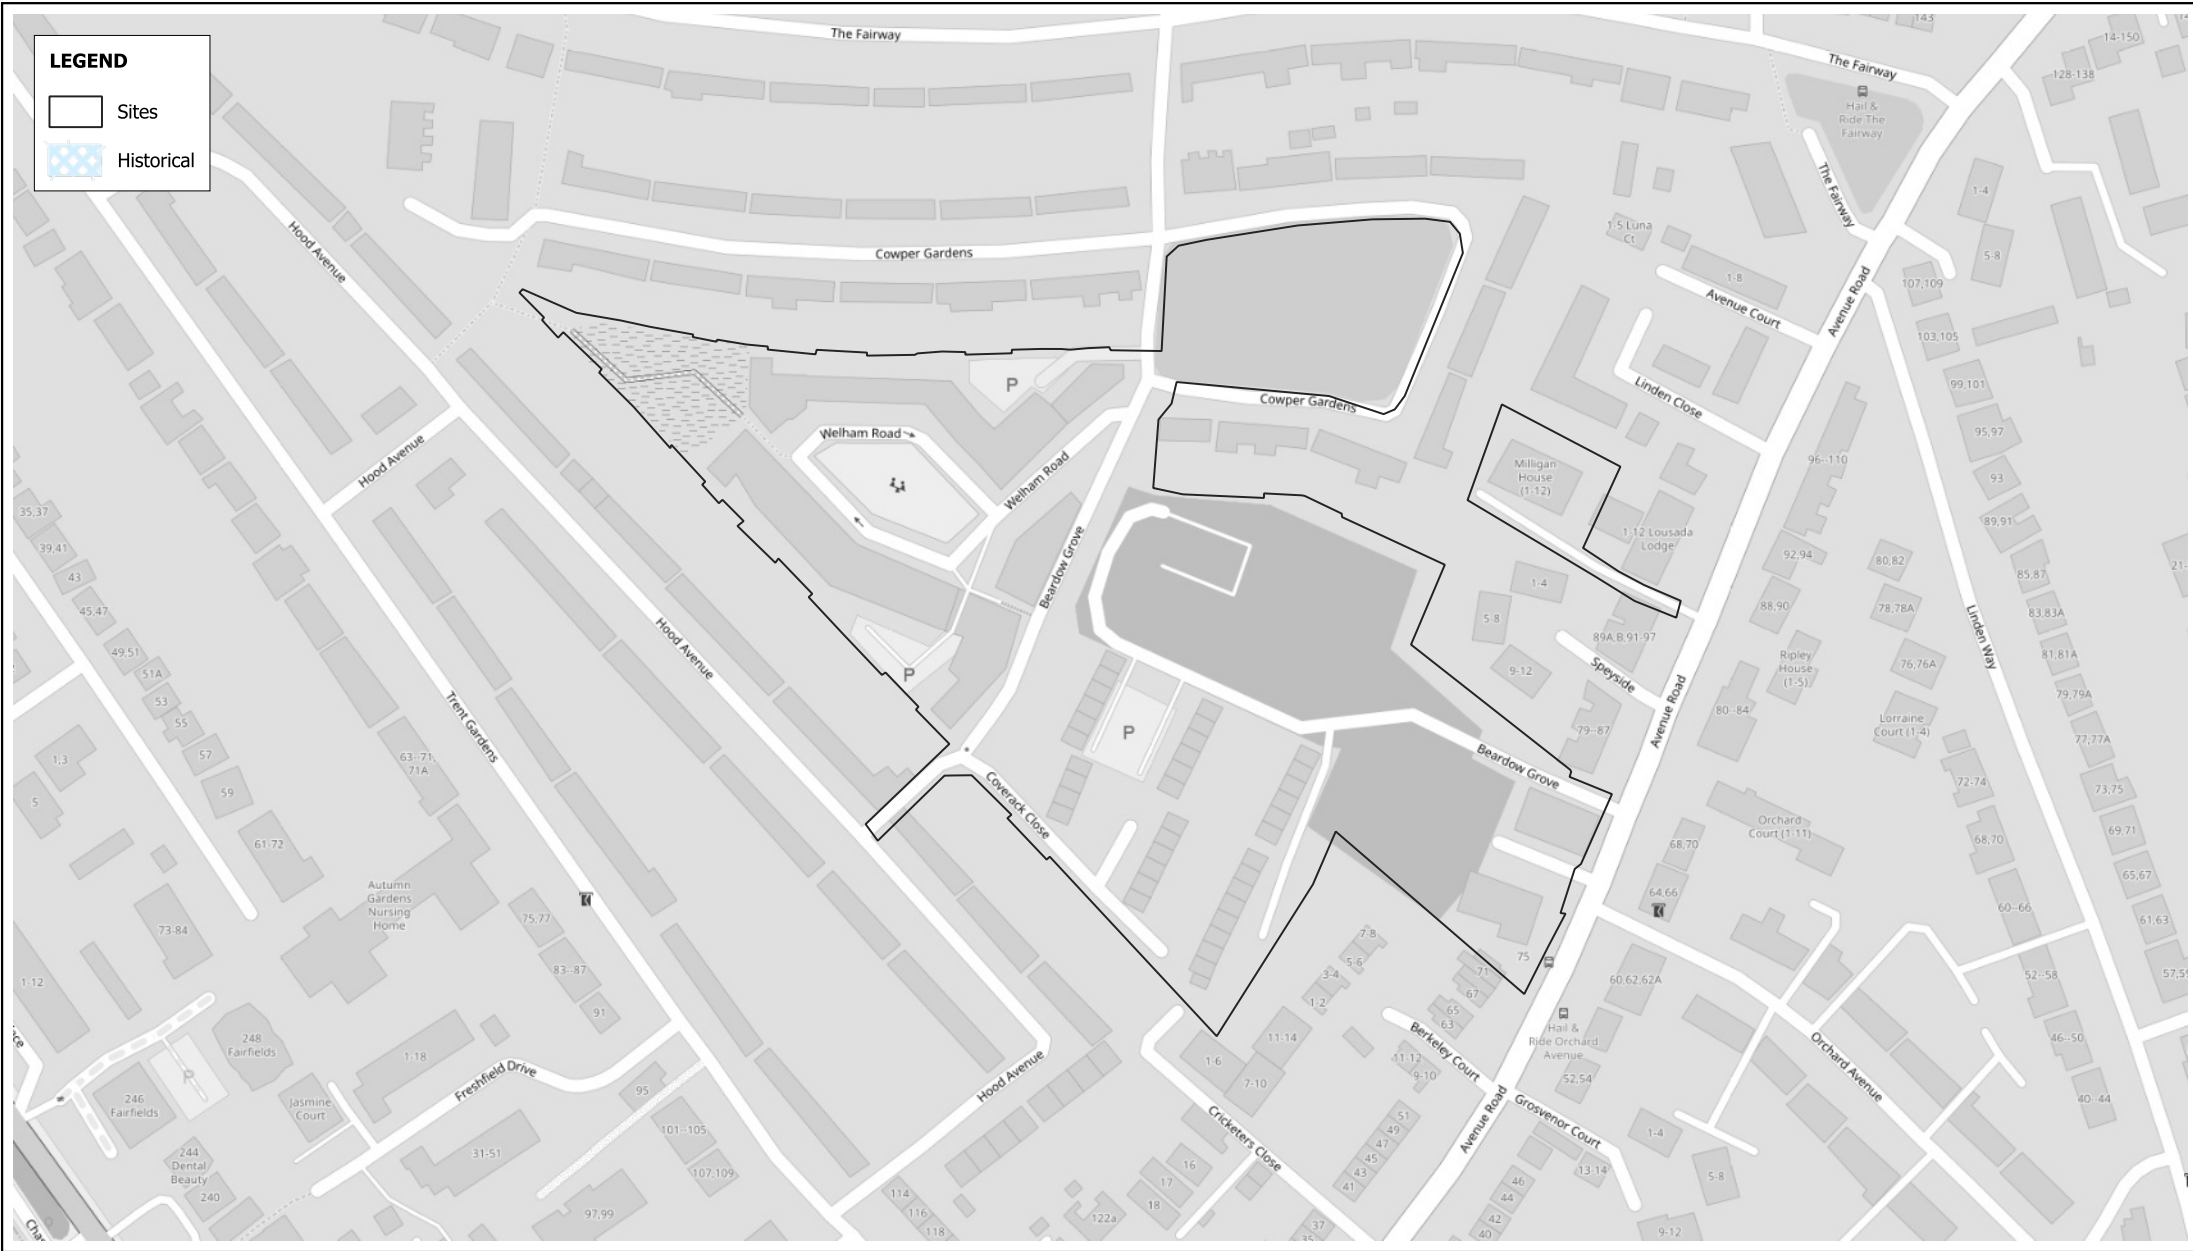 LEGEND
Sites
Historical
The Fairway
The Fairway
143
14-150
128-138
Hail &
Ride The
Fairway
The Fairway
1-4
5-8
Hood Avenue
Cowper Gardens
1-5 Luna
Ct
1-8
Avenue Court
Avenue Road
107,109
103,105
P
Cowper Gardens
Linden Close
99,101
95,97
93
89,91
85,87
83,83A
81,81A
79,79A
77,77A
73,75
69,71
65,67
61,63
Hood Avenue
Welham Road
Welham Road
Milligan
House
(1-12)
96--110
1-12 Lousada
Lodge
92,94
80,82
88,90
78,78A
Linden Way
35,37
39,41
43
45,47
49,51
51A
53
55
57
59
61-72
1,3
5
Beardow Grove
1-4
5-8
9-12
89A,B,91-97
Speyside
Ripley
House
(1-5)
76,76A
Hood Avenue
P
Trent Gardens
63--71,
71A
P
79--87
Avenue Road
80--84
Lorraine
Court (1-4)
72-74
Beardow Grove
Coverack Close
Orchard
Court (1-11)
68,70
68,70
64,66
60--66
Autumn
Gardens
Nursing
Home
73-84
75,77
83--87
91
7-8
5-6
3-4
1-2
75
71
67
65
63
60,62,62A
52--58
1-12
248
Fairfields
P
246
Fairfields
1-18
Freshfield Drive
Jasmine
Court
95
101--105
107,109
31-51
97,99
244
Dental
Beauty
240
Hood Avenue
11-14
1-6
7-10
Berkeley Court
11-12
9-10
Hail &
Ride Orchard
Avenue
52,54
Orchard Avenue
46--50
40--44
Cricketers Close
51
49
47
45
43
41
Avenue Road
Grosvenor Court
1-4
5-8
13-14
46
44
42
40
9-12
16
17
18
122a
114
116
118
37